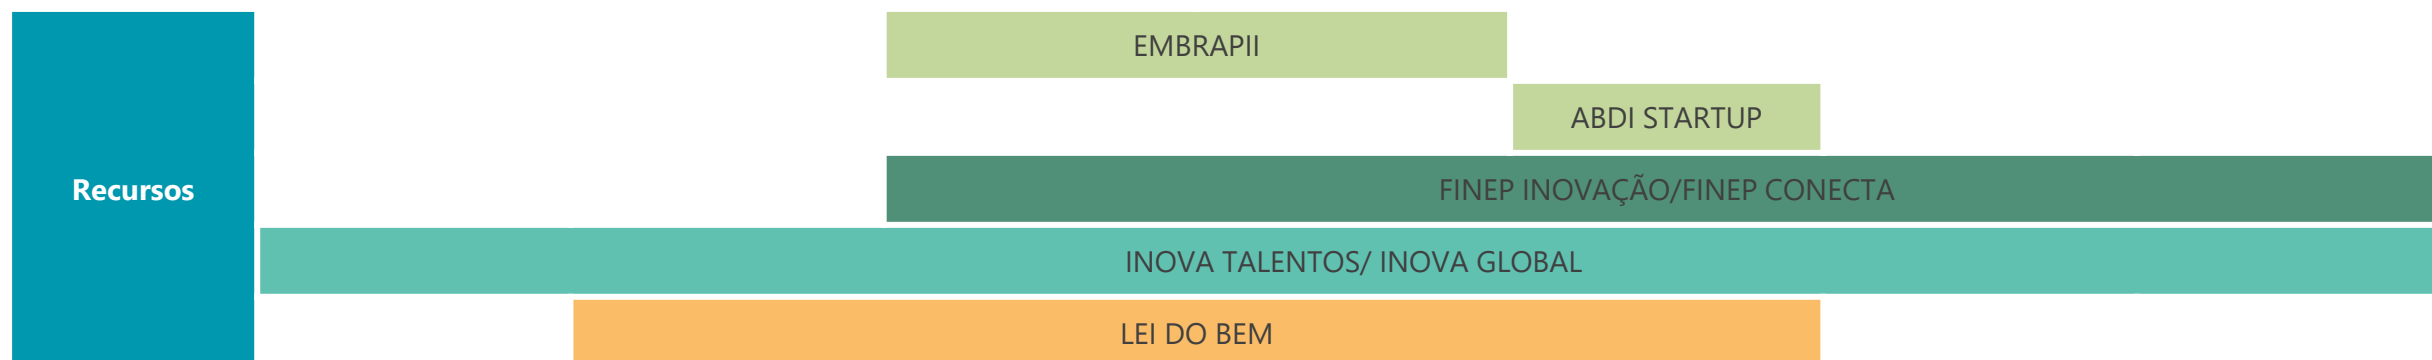 EMBRAPII
ABDI STARTUP
Recursos
FINEP INOVAÇÃO/FINEP CONECTA
INOVA TALENTOS/ INOVA GLOBAL
LEI DO BEM